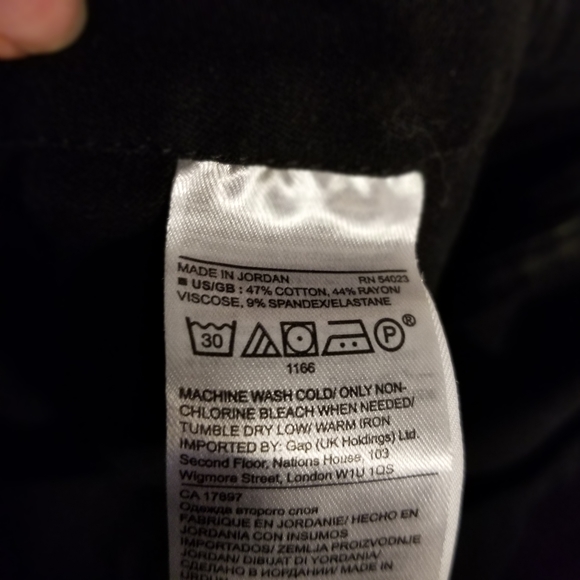 MADE IN JORDAN RN 54023
■ US/GB : 47% COTTON, 44% RAYON/
VISCOSE, 9% SPANDEX/ELASTANE
30 P ®
1166
MACHINE WASH COLD/ ONLY NON-
CHLORINE BLEACH WHEN NEEDED/
TUMBLE DRY LOW/ WARM IRON
IMPORTED BY: Gap (UK Holdings) Ltd.
Second Floor, Nations House, 103
Wigmore Street, London W1U 1QS
CA 17897
Одежда второго слоя
FABRIQUE EN JORDANIE/ HECHO EN
JORDANIA CON INSUMOS
IMPORTADOS/ ZEMLJA PROIZVODNJE
JORDAN/ DIBUAT DI YORDANIA/
СДЕЛАНО В ИОРДАНИИ/ MADE IN